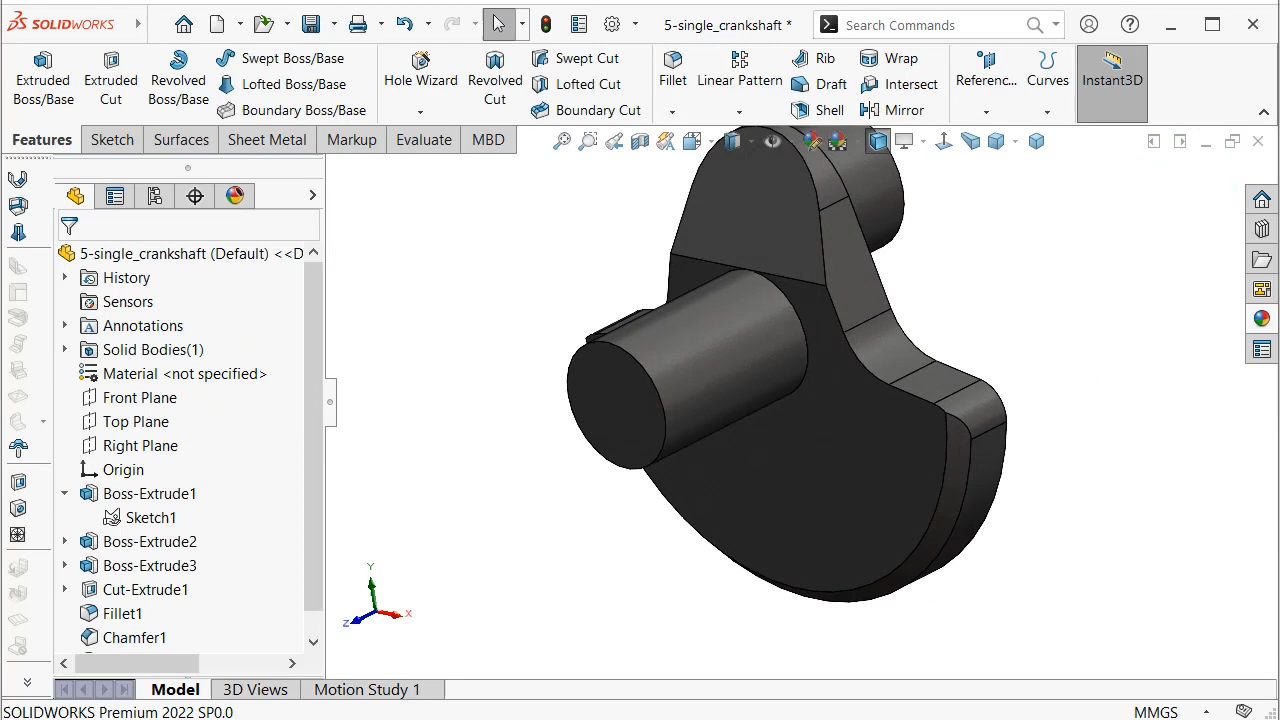 SOLIDWORKS
5-single_crankshaft *
Search Commands
Extruded Boss/Base
Extruded Cut
Revolved Boss/Base
Swept Boss/Base
Lofted Boss/Base
Boundary Boss/Base
Hole Wizard
Revolved Cut
Swept Cut
Lofted Cut
Boundary Cut
Fillet
Linear Pattern
Rib
Draft
Shell
Wrap
Intersect
Mirror
Referenc...
Curves
Instant3D
Features
Sketch
Surfaces
Sheet Metal
Markup
Evaluate
MBD
5-single_crankshaft (Default) <<D
History
Sensors
Annotations
Solid Bodies(1)
Material <not specified>
Front Plane
Top Plane
Right Plane
Origin
Boss-Extrude1
Sketch1
Boss-Extrude2
Boss-Extrude3
Cut-Extrude1
Fillet1
Chamfer1
Y
X
Z
Model
3D Views
Motion Study 1
SOLIDWORKS Premium 2022 SP0.0
MMGS